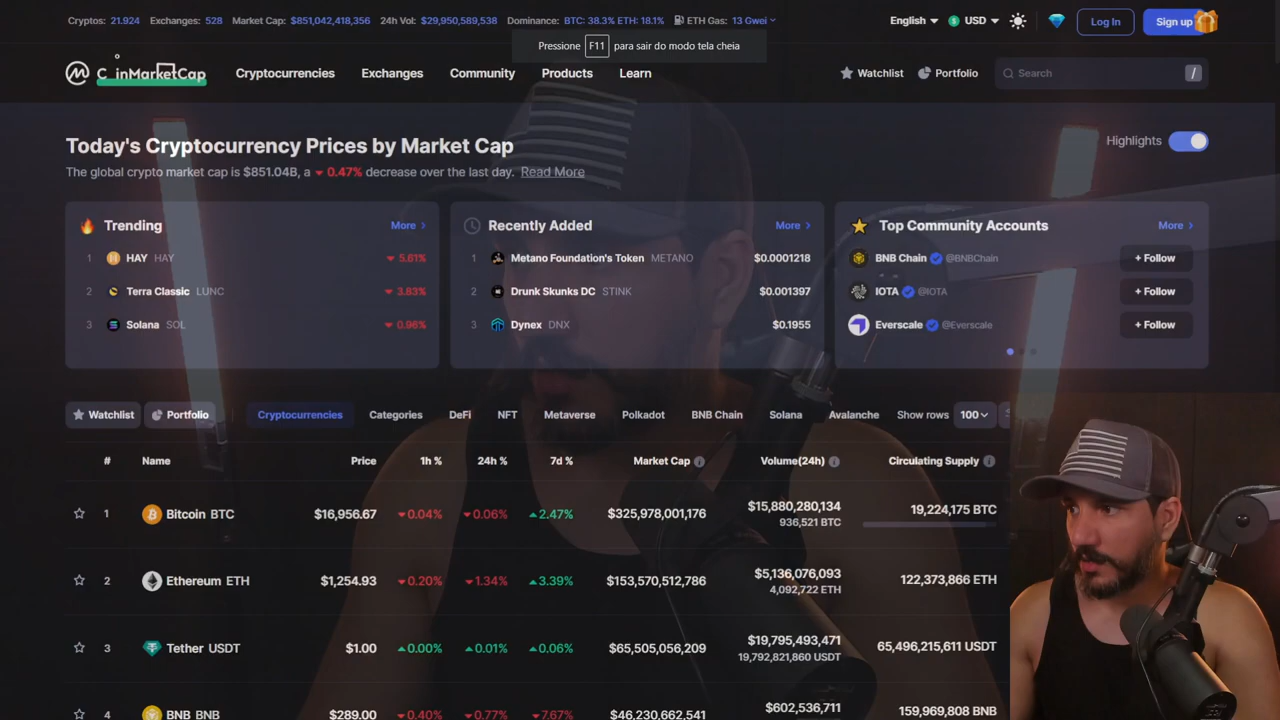 Cryptos: 21.924 Exchanges: 528 Market Cap: $851,042,418,356 24h Vol: $29,950,589,538 Dominance: BTC: 38.3% ETH: 18.1% ETH Gas: 13 Gwei English USD Log In Sign up
Pressione F11 para sair do modo tela cheia
CoinMarketCap Cryptocurrencies Exchanges Community Products Learn Watchlist Portfolio Search /
Today's Cryptocurrency Prices by Market Cap Highlights
The global crypto market cap is $851.04B, a 0.47% decrease over the last day. Read More
Trending More
1 HAY HAY 5.61%
2 Terra Classic LUNC 3.83%
3 Solana SOL 0.96%
Recently Added More
1 Metano Foundation's Token METANO $0.0001218
2 Drunk Skunks DC STINK $0.001397
3 Dynex DNX $0.1955
Top Community Accounts More
BNB Chain @BNBChain + Follow
IOTA @IOTA + Follow
Everscale @Everscale + Follow
Watchlist Portfolio Cryptocurrencies Categories DeFi NFT Metaverse Polkadot BNB Chain Solana Avalanche Show rows 100
# Name Price 1h % 24h % 7d % Market Cap Volume(24h) Circulating Supply
1 Bitcoin BTC $16,956.67 0.04% 0.06% 2.47% $325,978,001,176 $15,880,280,134 19,224,175 BTC
936,521 BTC
2 Ethereum ETH $1,254.93 0.20% 1.34% 3.39% $153,570,512,786 $5,136,076,093 122,373,866 ETH
4,092,722 ETH
3 Tether USDT $1.00 0.00% 0.01% 0.06% $65,505,056,209 $19,795,493,471 65,496,215,611 USDT
19,792,821,860 USDT
4 BNB BNB $289.00 0.40% 0.77% 7.67% $46,230,662,541 $602,536,711 159,969,808 BNB